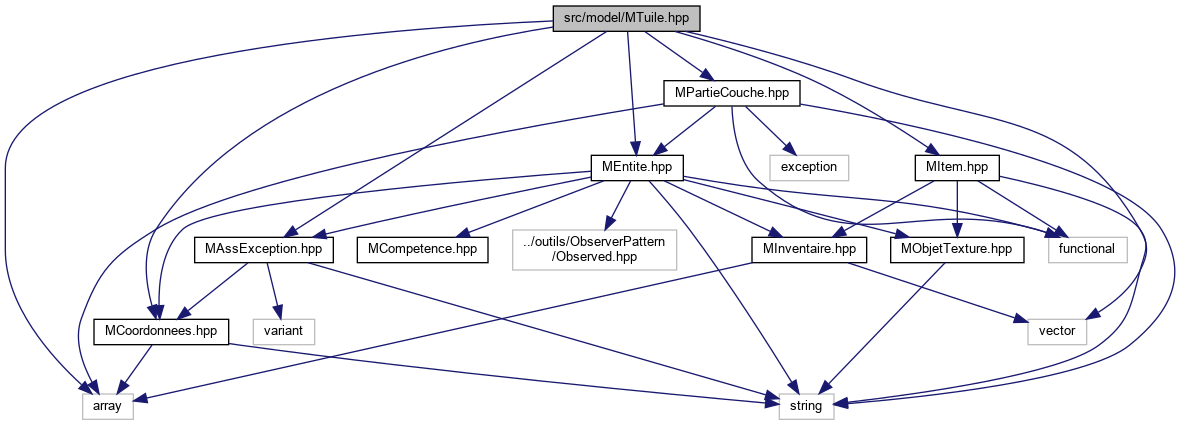 src/model/MTuile.hpp
MPartieCouche.hpp
MEntite.hpp
exception
MItem.hpp
MAssException.hpp
MCompetence.hpp
../outils/ObserverPattern
/Observed.hpp
MInventaire.hpp
MObjetTexture.hpp
functional
MCoordonnees.hpp
variant
vector
array
string